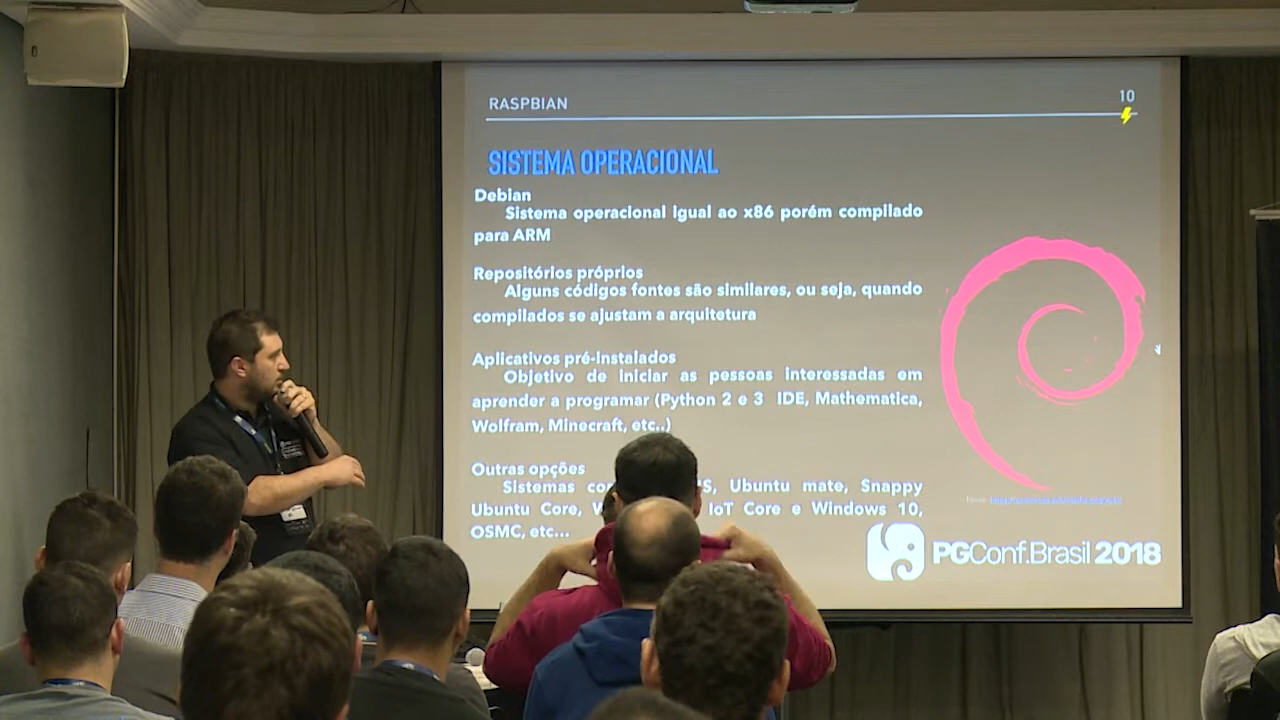 RASPBIAN
10
SISTEMA OPERACIONAL
Debian
Sistema operacional igual ao x86 porém compilado
para ARM
Repositórios próprios
Alguns códigos fontes são similares, ou seja, quando
compilados se ajustam a arquitetura
Aplicativos pré-instalados
Objetivo de iniciar as pessoas interessadas em
aprender a programar (Python 2 e 3 IDE, Mathematica,
Wolfram, Minecraft, etc..)
Outras opções
Sistemas Ubuntu mate, Snappy
Ubuntu Core, IoT Core e Windows 10,
OSMC, etc...
PGConf.Brasil 2018